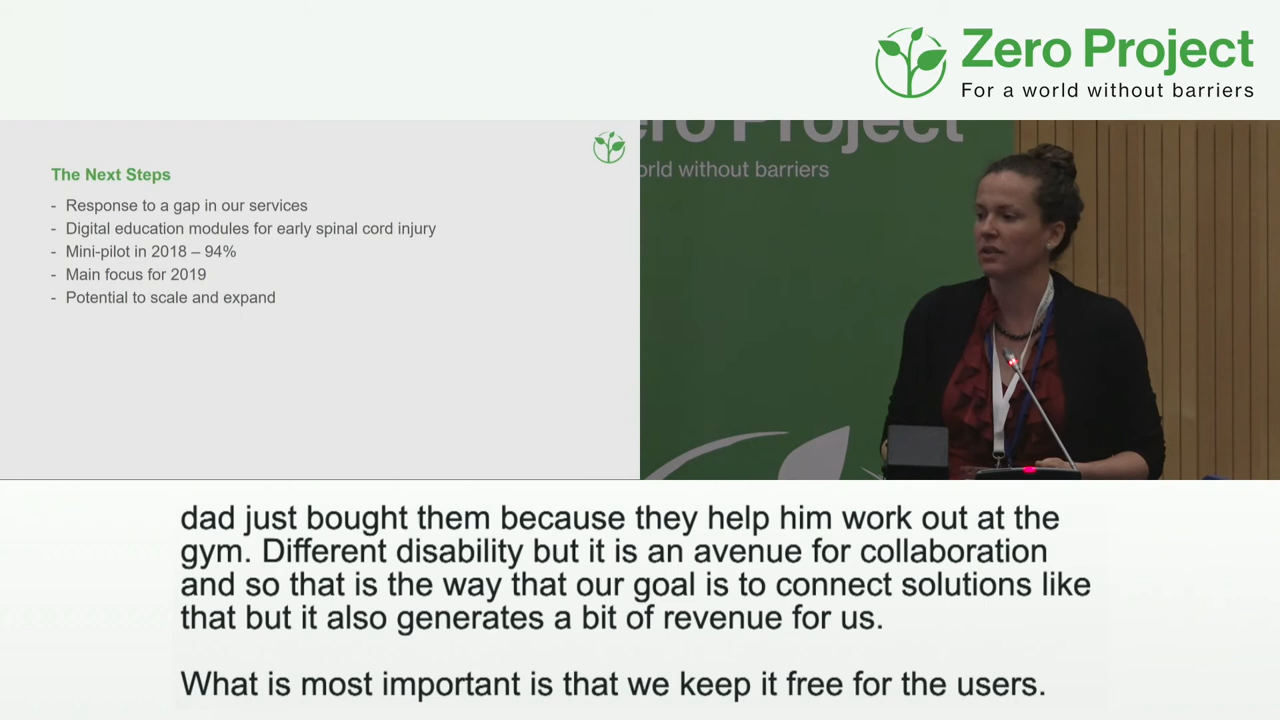 Zero Project
For a world without barriers
The Next Steps
- Response to a gap in our services
- Digital education modules for early spinal cord injury
- Mini-pilot in 2018 – 94%
- Main focus for 2019
- Potential to scale and expand
ero Project
orld without barriers
dad just bought them because they help him work out at the
gym. Different disability but it is an avenue for collaboration
and so that is the way that our goal is to connect solutions like
that but it also generates a bit of revenue for us.
What is most important is that we keep it free for the users.